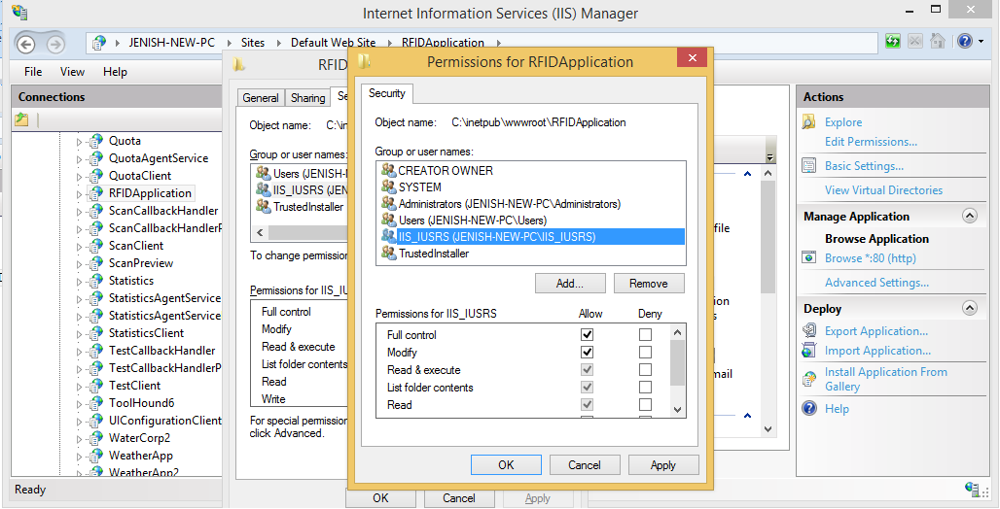 Internet Information Services (IIS) Manager
JENISH-NEW-PC
Sites
Default Web Site
RFIDApplication
File
View
Help
Connections
Quota
QuotaAgentService
QuotaClient
RFIDApplication
ScanCallbackHandler
ScanCallbackHandlerP
ScanClient
ScanPreview
Statistics
StatisticsAgentService
StatisticsAgentService
StatisticsClient
TestCallbackHandler
TestCallbackHandlerP
TestClient
ToolHound6
UIConfigurationClient
WaterCorp2
WeatherApp
WeatherApp2
Ready
RFID
General
Sharing
Se
Object name: C:\i
Group or user names:
Users (JENISH-N
IIS_IUSRS (JEN
TrustedInstaller
To change permission
Permissions for IIS_IU
Full control
Modify
Read & execute
List folder contents
Read
Write
For special permission
click Advanced.
OK
Cancel
Apply
Permissions for RFIDApplication
Security
Object name: C:\inetpub\wwwroot\RFIDApplication
Group or user names:
CREATOR OWNER
SYSTEM
Administrators (JENISH-NEW-PC\Administrators)
Users (JENISH-NEW-PC\Users)
IIS_IUSRS (JENISH-NEW-PC\IIS_IUSRS)
TrustedInstaller
Add...
Remove
Permissions for IIS_IUSRS Allow Deny
Full control
Modify
Read & execute
List folder contents
Read
OK
Cancel
Apply
file
mail
Actions
Explore
Edit Permissions...
Basic Settings...
View Virtual Directories
Manage Application
Browse Application
Browse *:80 (http)
Advanced Settings...
Deploy
Export Application...
Import Application...
Install Application From
Gallery
Help